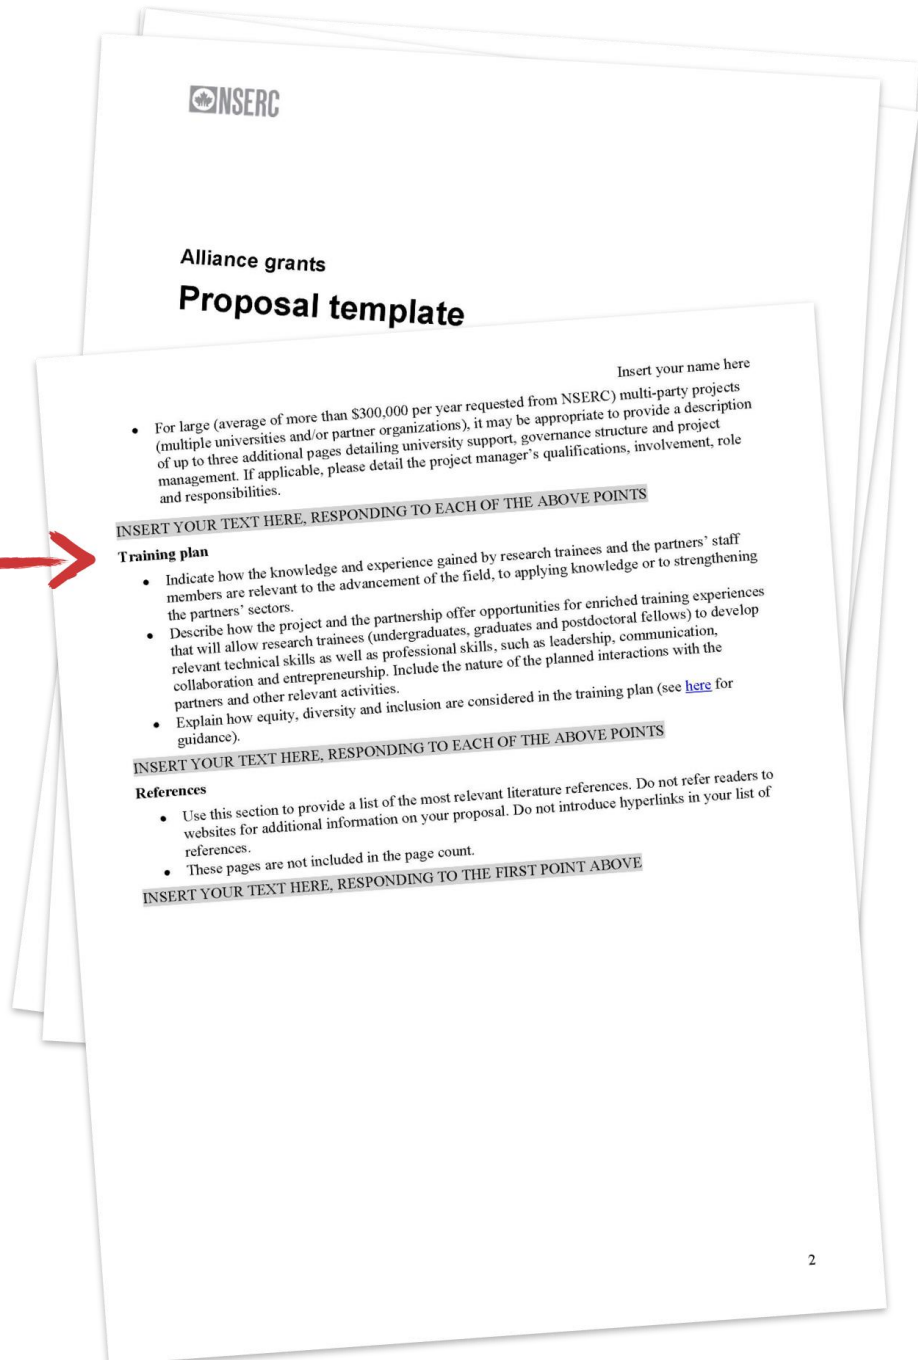 NSERC
Alliance grants
Proposal template
Insert your name here
• For large (average of more than $300,000 per year requested from NSERC) multi-party projects
(multiple universities and/or partner organizations), it may be appropriate to provide a description
of up to three additional pages detailing university support, governance structure and project
management. If applicable, please detail the project manager’s qualifications, involvement, role
and responsibilities.
INSERT YOUR TEXT HERE, RESPONDING TO EACH OF THE ABOVE POINTS
Training plan
• Indicate how the knowledge and experience gained by research trainees and the partners’ staff
members are relevant to the advancement of the field, to applying knowledge or to strengthening
the partners’ sectors.
• Describe how the project and the partnership offer opportunities for enriched training experiences
that will allow research trainees (undergraduates, graduates and postdoctoral fellows) to develop
relevant technical skills as well as professional skills, such as leadership, communication,
collaboration and entrepreneurship. Include the nature of the planned interactions with the
partners and other relevant activities.
• Explain how equity, diversity and inclusion are considered in the training plan (see here for
guidance).
INSERT YOUR TEXT HERE, RESPONDING TO EACH OF THE ABOVE POINTS
References
• Use this section to provide a list of the most relevant literature references. Do not refer readers to
websites for additional information on your proposal. Do not introduce hyperlinks in your list of
references.
• These pages are not included in the page count.
INSERT YOUR TEXT HERE, RESPONDING TO THE FIRST POINT ABOVE
2